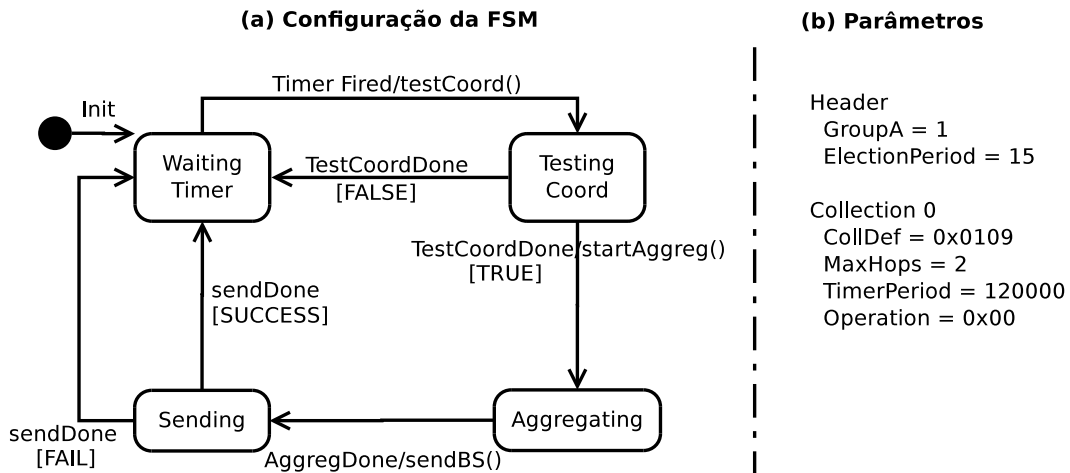 (a) Configuração da FSM
Timer Fired/testCoord()
Init
Waiting
Timer
TestCoordDone
[FALSE]
Testing
Coord
TestCoordDone/startAggreg()
[TRUE]
sendDone
[SUCCESS]
Sending
Aggregating
sendDone
[FAIL]
AggregDone/sendBS()
(b) Parâmetros
Header
GroupA = 1
ElectionPeriod = 15
Collection 0
CollDef = 0x0109
MaxHops = 2
TimerPeriod = 120000
Operation = 0x00